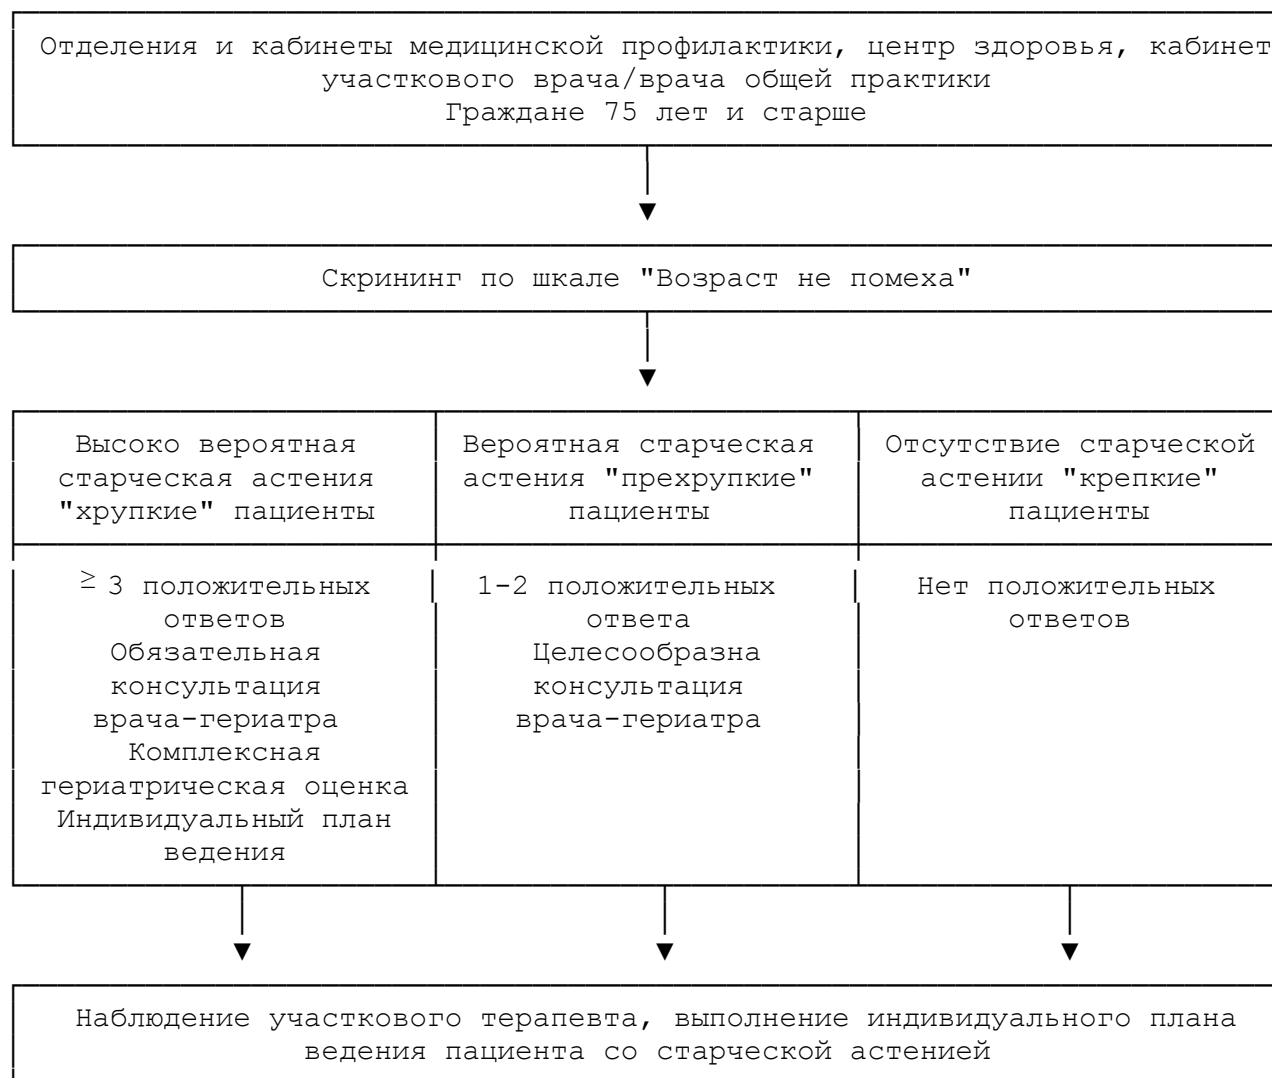 Отделения и кабинеты медицинской профилактики, центр здоровья, кабинет
участкового врача/врача общей практики
Граждане 75 лет и старше
Скрининг по шкале "Возраст не помеха"
Высоко вероятная
старческая астения
"хрупкие" пациенты
Вероятная старческая
астения "прехрупкие"
пациенты
Отсутствие старческой
астении "крепкие"
пациенты
≥ 3 положительных
ответов
Обязательная
консультация
врача-гериатра
Комплексная
гериатрическая оценка
Индивидуальный план
ведения
1-2 положительных
ответа
Целесообразна
консультация
врача-гериатра
Нет положительных
ответов
Наблюдение участкового терапевта, выполнение индивидуального плана
ведения пациента со старческой астенией